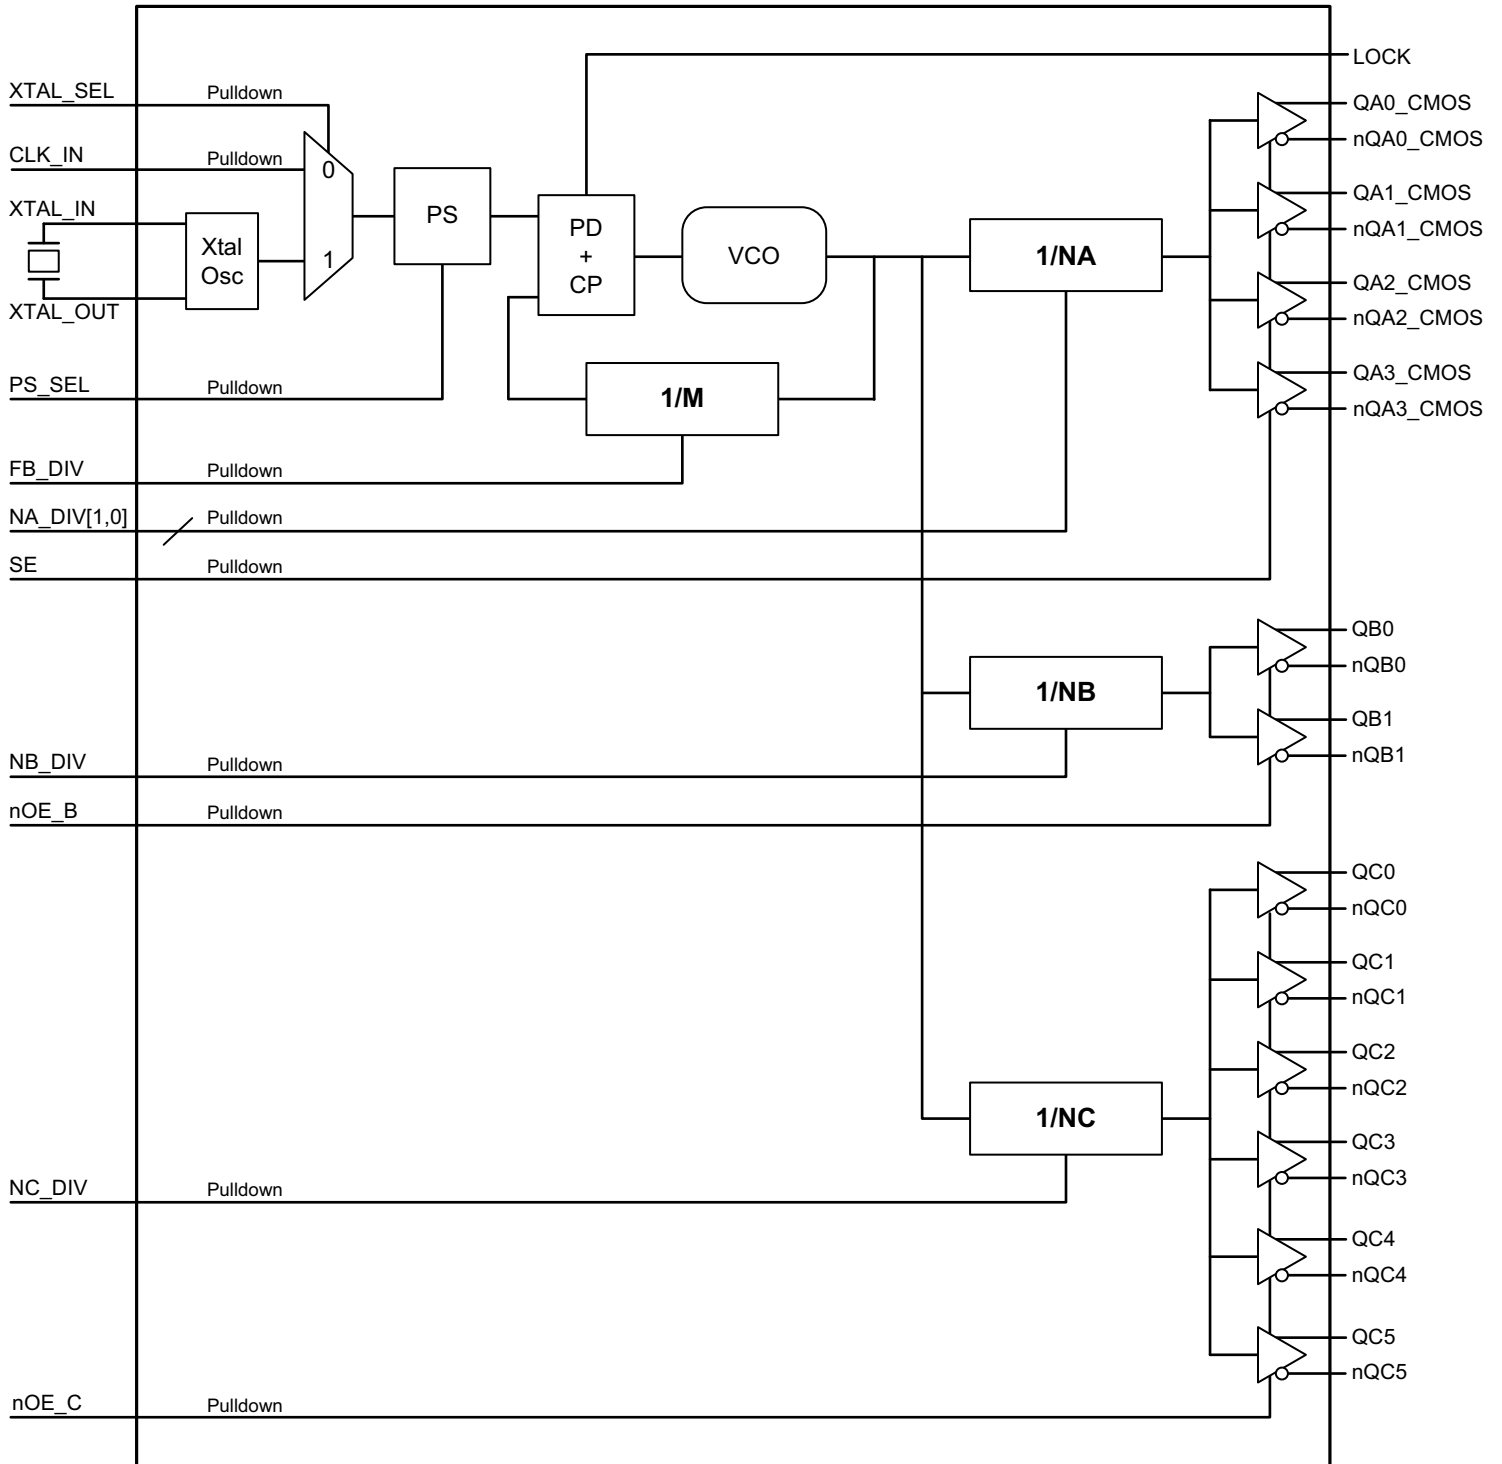 LOCK
XTAL_SEL
Pulldown
QA0_CMOS
nQA0_CMOS
CLK_IN
Pulldown
0
XTAL_IN
Xtal
Osc
1
XTAL_OUT
PS
PD
+
CP
VCO
1/NA
QA1_CMOS
nQA1_CMOS
QA2_CMOS
nQA2_CMOS
QA3_CMOS
nQA3_CMOS
PS_SEL
Pulldown
1/M
FB_DIV
Pulldown
NA_DIV[1,0]
Pulldown
SE
Pulldown
QB0
nQB0
1/NB
QB1
nQB1
NB_DIV
Pulldown
nOE_B
Pulldown
QC0
nQC0
QC1
nQC1
QC2
nQC2
1/NC
QC3
nQC3
NC_DIV
Pulldown
QC4
nQC4
QC5
nQC5
nOE_C
Pulldown